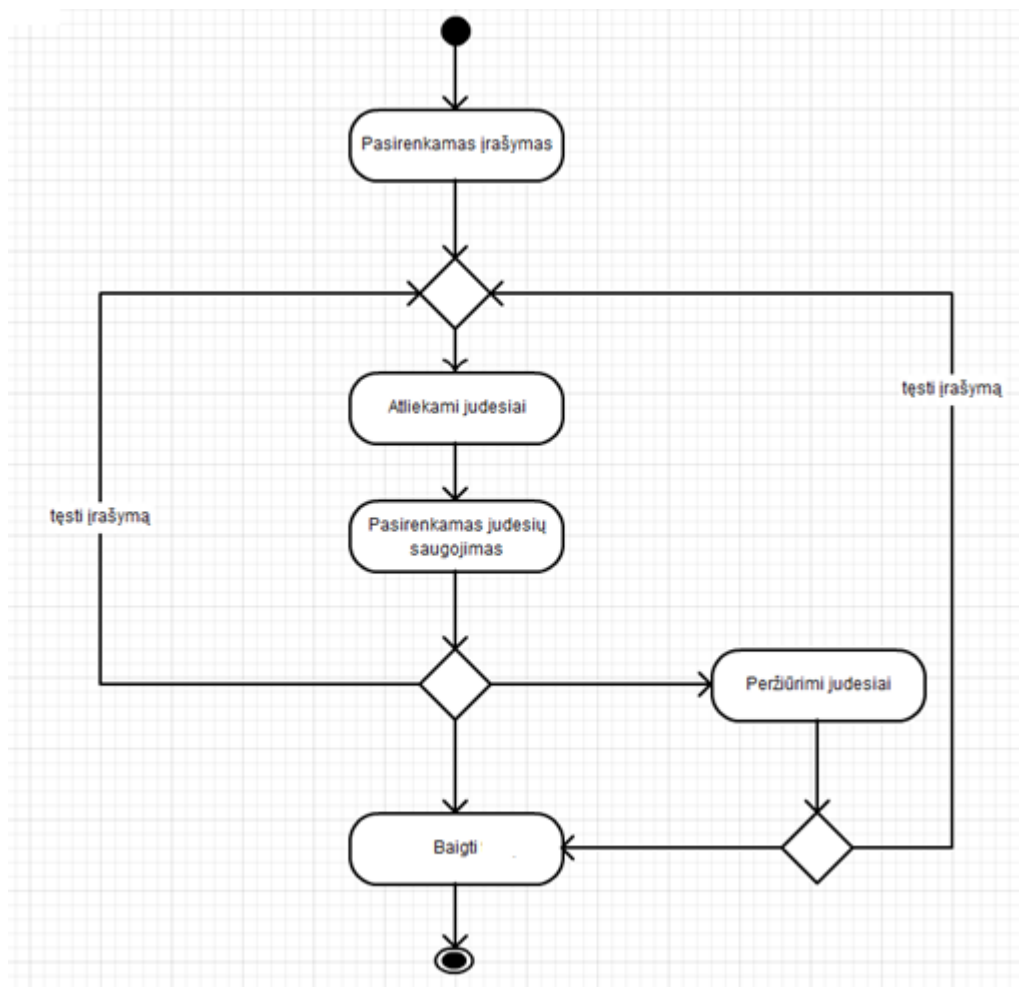 Pasirenkamas įrašymas
tęsti įrašymą
Atliekami judesiai
tęsti įrašymą
Pasirenkamas judesių
saugojimas
Peržiūrimi judesiai
Baigti